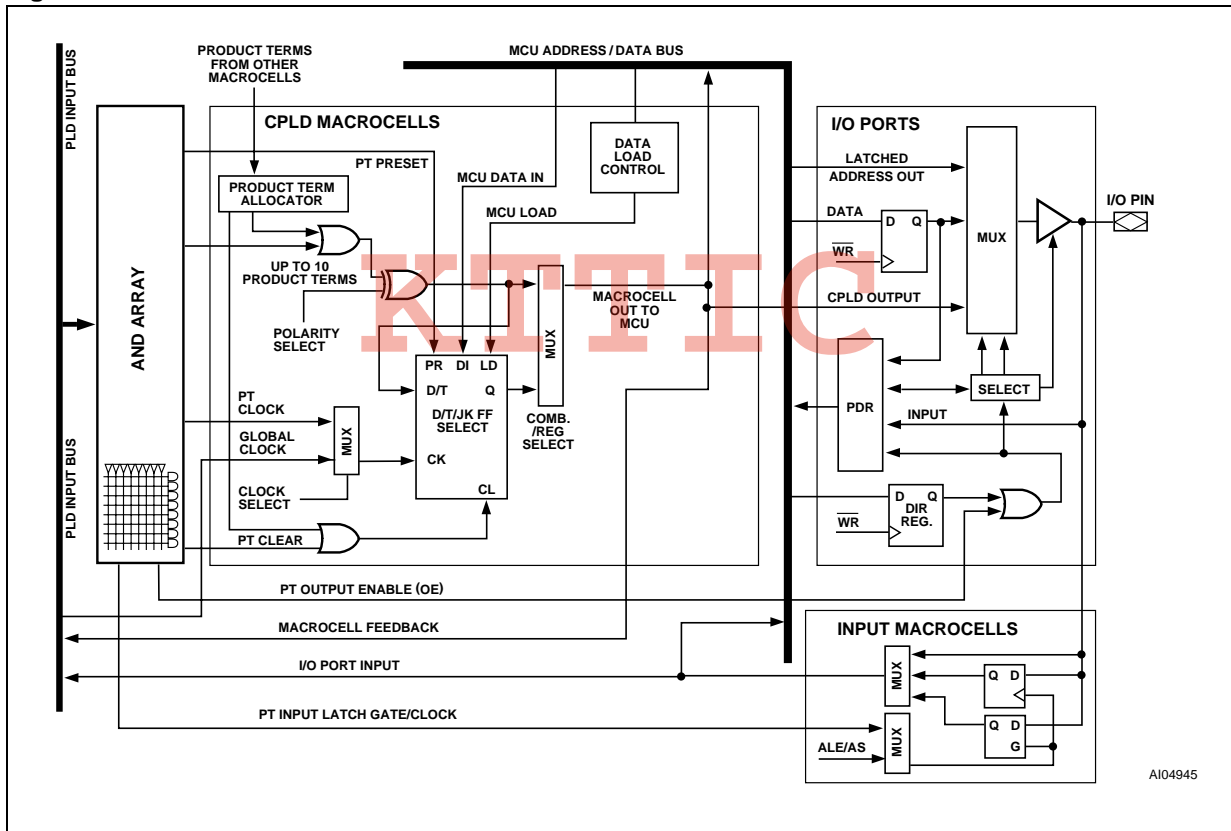 PRODUCT TERMS
FROM OTHER
MACROCELLS
MCU ADDRESS / DATA BUS
PLD INPUT BUS
AND ARRAY
CPLD MACROCELLS
PT PRESET
MCU DATA IN
DATA
LOAD
CONTROL
PRODUCT TERM
ALLOCATOR
MCU LOAD
UP TO 10
PRODUCT TERMS
POLARITY
SELECT
MUX
MACROCELL
OUT TO
MCU
PR DI LD
D/T Q
D/T/JK FF
SELECT
CK
CL
COMB.
/REG
SELECT
PT
CLOCK
GLOBAL
CLOCK
MUX
CLOCK
SELECT
PT CLEAR
PLD INPUT BUS
PT OUTPUT ENABLE (OE)
MACROCELL FEEDBACK
I/O PORT INPUT
PT INPUT LATCH GATE/CLOCK
I/O PORTS
LATCHED
ADDRESS OUT
I/O PIN
DATA
D Q
WR
MUX
CPLD OUTPUT
PDR
SELECT
INPUT
D Q
DIR
REG.
WR
INPUT MACROCELLS
MUX
Q D
Q D
G
MUX
ALE/AS
AI04945
KTTIC